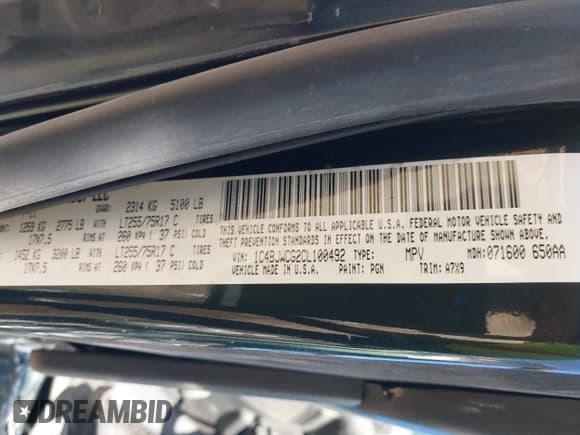 LLC GVWR: 2314 KG 5100 LB
1259 KG 2775 LB LT255/75R17 C TIRES
17X7.5 RIMS AT 260 KPA ( 37 PSI) COLD
1452 KG 3200 LB LT255/75R17 C TIRES
17X7.5 RIMS AT 260 KPA ( 37 PSI) COLD
THIS VEHICLE CONFORMS TO ALL APPLICABLE U.S.A. FEDERAL MOTOR VEHICLE SAFETY
AND THEFT PREVENTION STANDARDS IN EFFECT ON THE DATE OF MANUFACTURE SHOWN ABOVE.
VIN: 1C4BJWCG2CL100492 TYPE: MPV MDH: 071600 650AA
VEHICLE MADE IN U.S.A. PAINT: PGN TRIM: A7X9
DREAMBID